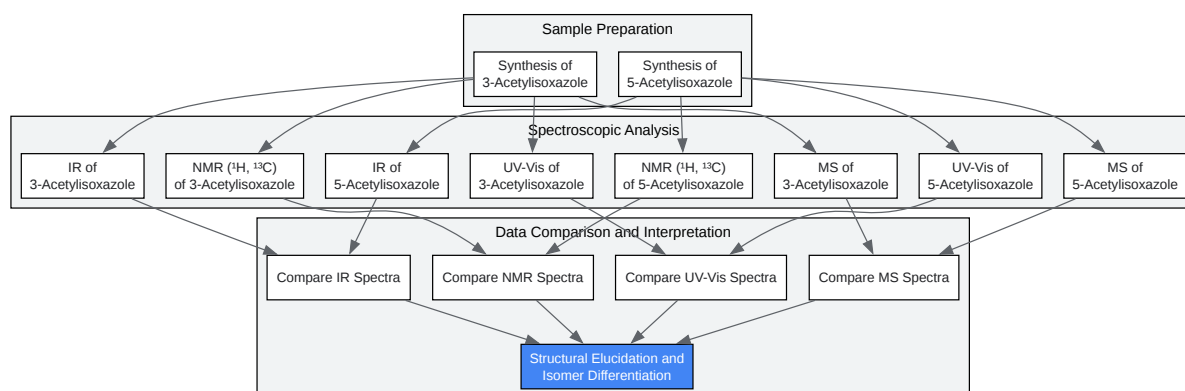 Sample Preparation
Synthesis of
3-Acetylisoxazole
Synthesis of
5-Acetylisoxazole
Spectroscopic Analysis
IR of
3-Acetylisoxazole
NMR (¹H, ¹³C)
of 3-Acetylisoxazole
IR of
5-Acetylisoxazole
UV-Vis of
3-Acetylisoxazole
NMR (¹H, ¹³C)
of 5-Acetylisoxazole
MS of
3-Acetylisoxazole
UV-Vis of
5-Acetylisoxazole
MS of
5-Acetylisoxazole
Data Comparison and Interpretation
Compare IR Spectra
Compare NMR Spectra
Compare UV-Vis Spectra
Compare MS Spectra
Structural Elucidation and
Isomer Differentiation